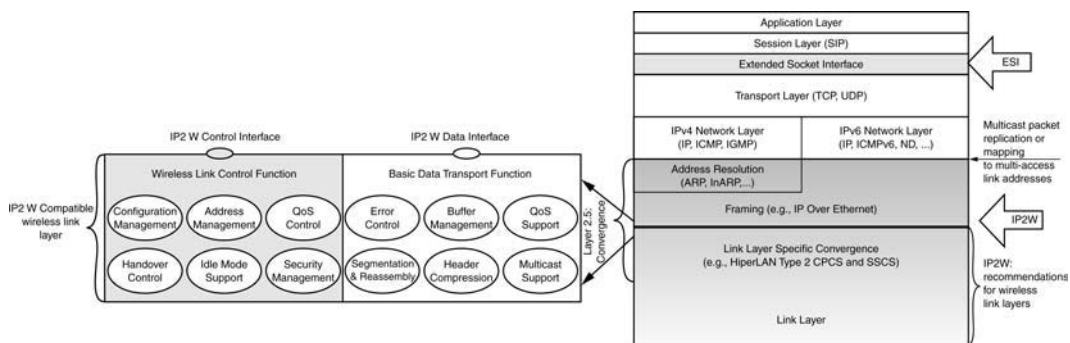 IP2 W Control Interface
IP2 W Data Interface
Wireless Link Control Function
Basic Data Transport Function
IP2 W Compatible
wireless link
layer
Configuration
Management
Address
Management
QoS
Control
Error
Control
Buffer
Management
QoS
Support
Handover
Control
Idle Mode
Support
Security
Management
Segmentation
& Reassembly
Header
Compression
Multicast
Support
Layer 2.5:
Convergence
Application Layer
Session Layer (SIP)
Extended Socket Interface
ESI
Transport Layer (TCP, UDP)
IPv4 Network Layer
(IP, ICMP, IGMP)
IPv6 Network Layer
(IP, ICMPv6, ND, ...)
Multicast packet
replication or
mapping
to multi-access
link addresses
Address Resolution
(ARP, InARP,...)
Framing (e.g., IP Over Ethernet)
IP2W
Link Layer Specific Convergence
(e.g., HiperLAN Type 2 CPCS and SSCS)
Link Layer
IP2W:
recommendations
for wireless
link layers